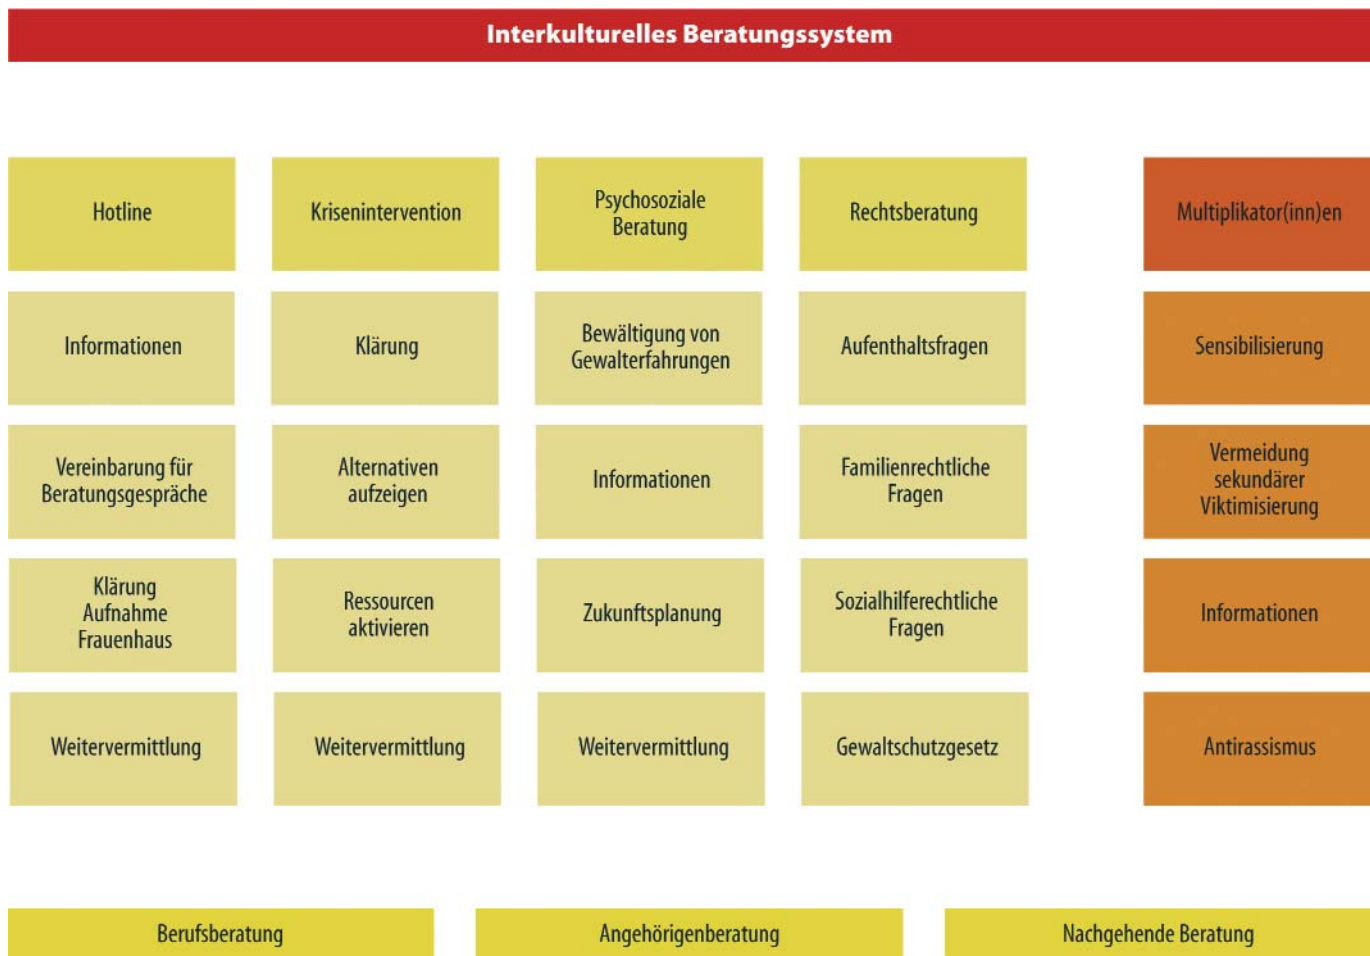 Interkulturelles Beratungssystem
Hotline
Krisenintervention
Psychosoziale
Beratung
Rechtsberatung
Multiplikator(inn)en
Informationen
Klärung
Bewältigung von
Gewalterfahrungen
Aufenthaltsfragen
Sensibilisierung
Vereinbarung für
Beratungsgespräche
Alternativen
aufzeigen
Informationen
Familienrechtliche
Fragen
Vermeidung
sekundärer
Viktimisierung
Klärung
Aufnahme
Frauenhaus
Ressourcen
aktivieren
Zukunftsplanung
Sozialhilferechtliche
Fragen
Informationen
Weitervermittlung
Weitervermittlung
Weitervermittlung
Gewaltschutzgesetz
Antirassismus
Berufsberatung
Angehörigenberatung
Nachgehende Beratung